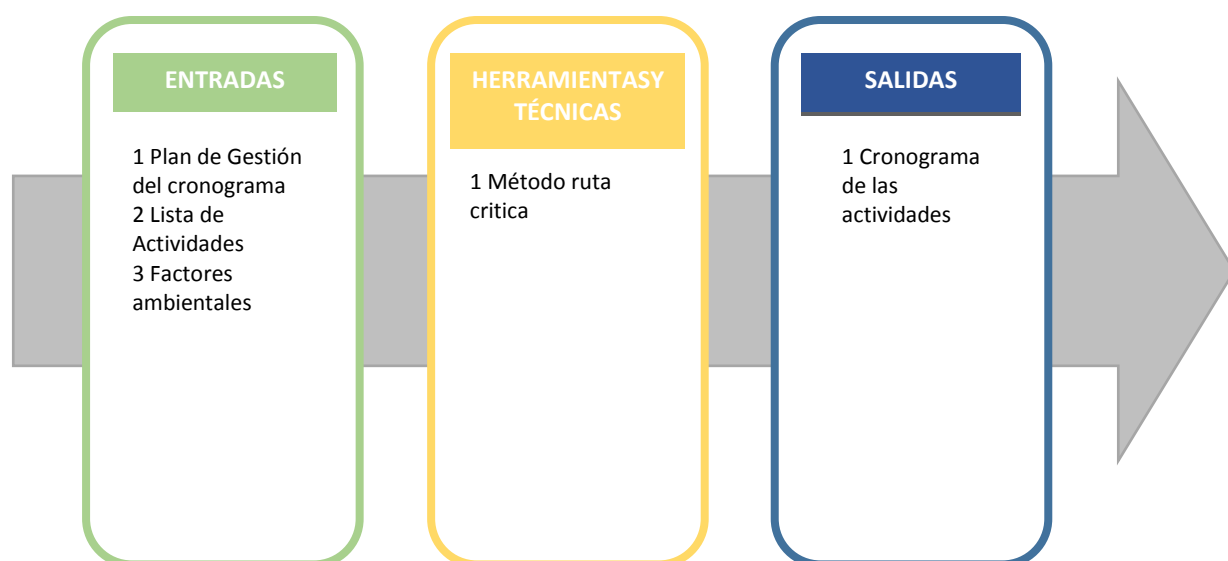 ENTRADAS
1 Plan de Gestión
del cronograma
2 Lista de
Actividades
3 Factores
ambientales
HERRAMIENTASY
TÉCNICAS
1 Método ruta
critica
SALIDAS
1 Cronograma
de las
actividades